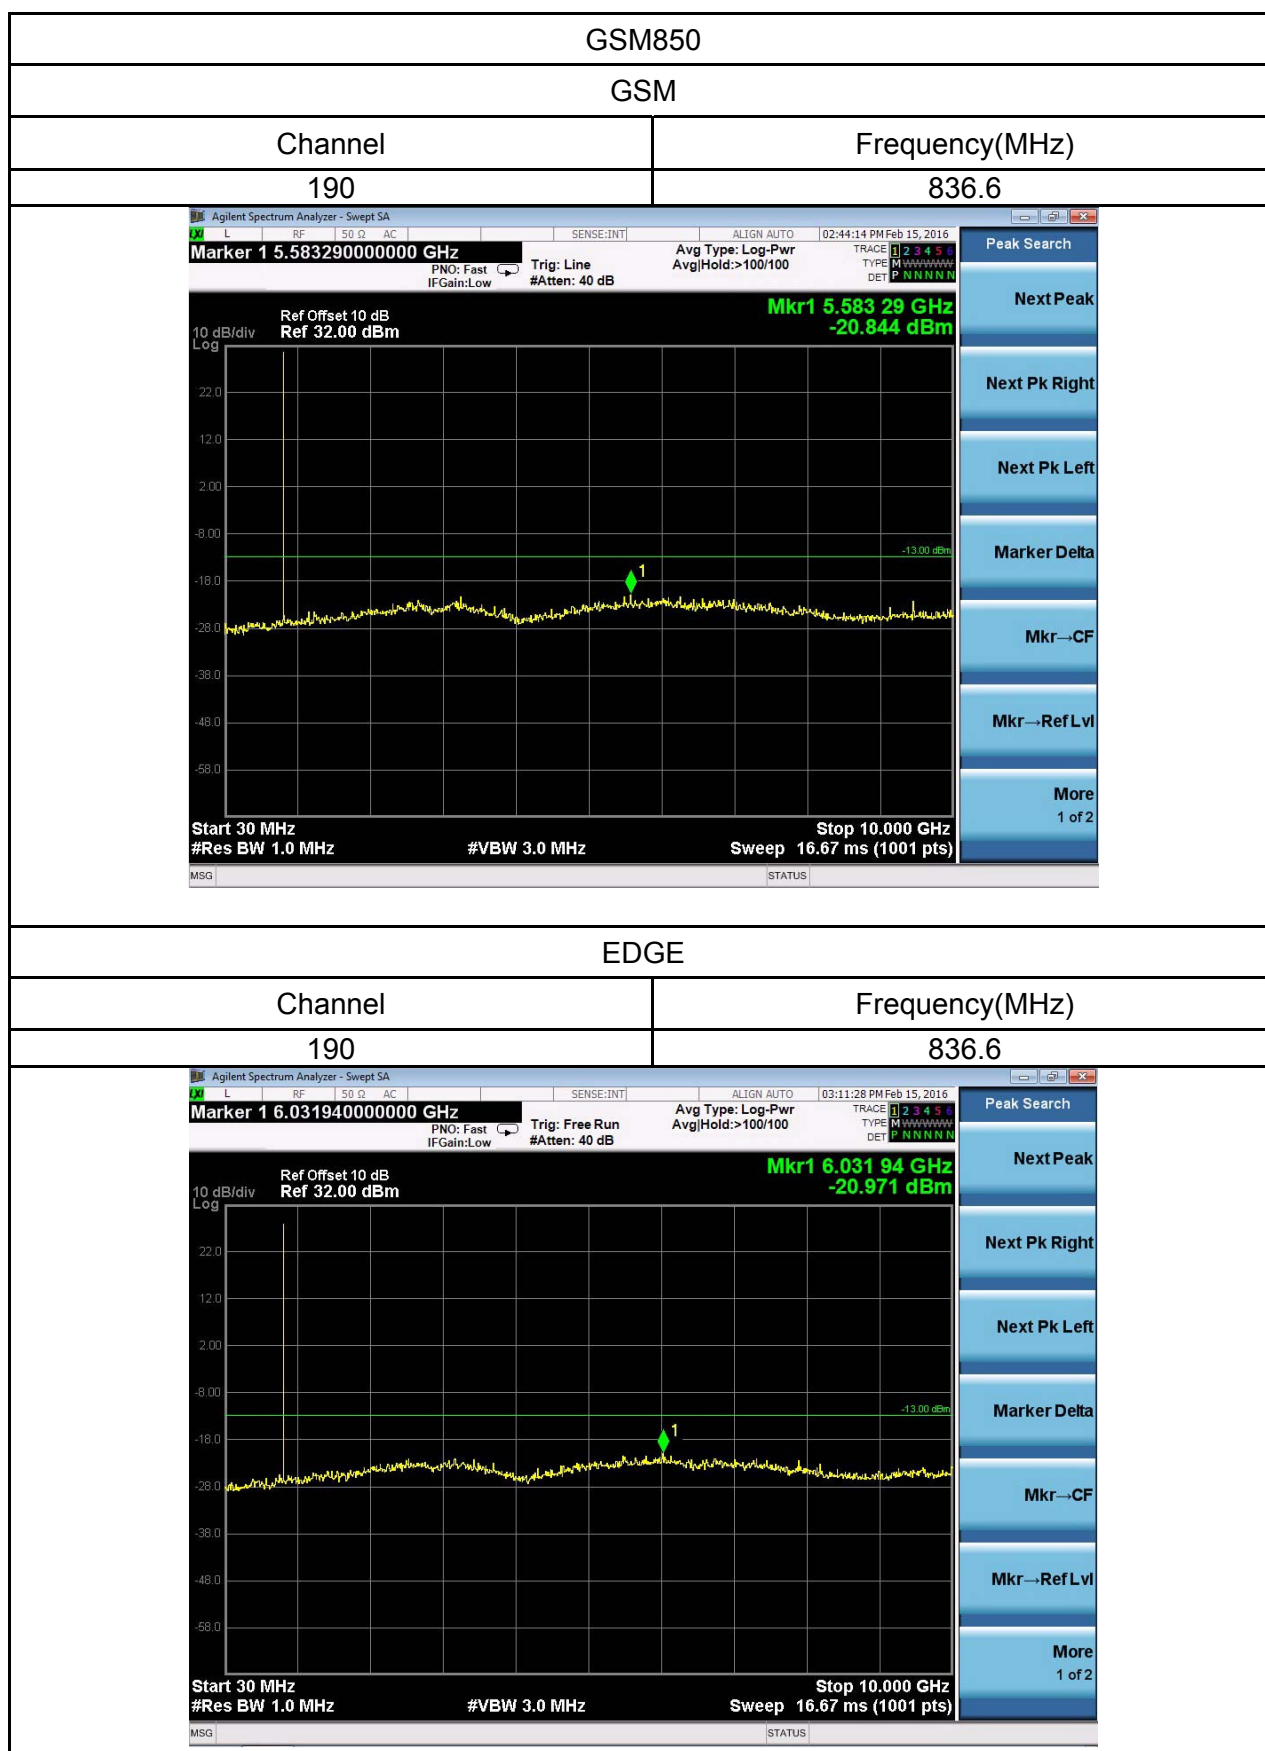 GSM850
GSM
Channel Frequency(MHz)
190 836.6
Agilent Spectrum Analyzer - Swept SA
LXI L RF 50 Ω AC SENSE:INT ALIGN AUTO 02:44:14 PM Feb 15, 2016
Marker 1 5.583290000000 GHz
PNO: Fast
IFGain:Low
Trig: Line
#Atten: 40 dB
Avg Type: Log-Pwr
Avg|Hold:>100/100
TRACE 1 2 3 4 5 6
TYPE M WWWWW
DET P N N N N N
Peak Search
Next Peak
Next Pk Right
Next Pk Left
Marker Delta
Mkr→CF
Mkr→Ref Lvl
More
1 of 2
Mkr1 5.583 29 GHz
-20.844 dBm
Ref Offset 10 dB
10 dB/div Ref 32.00 dBm
Log
22.0
12.0
2.00
-8.00
-13.00 dBm
1
-18.0
-28.0
-38.0
-48.0
-58.0
Start 30 MHz Stop 10.000 GHz
#Res BW 1.0 MHz #VBW 3.0 MHz Sweep 16.67 ms (1001 pts)
MSG STATUS
EDGE
Channel Frequency(MHz)
190 836.6
Agilent Spectrum Analyzer - Swept SA
LXI L RF 50 Ω AC SENSE:INT ALIGN AUTO 03:11:28 PM Feb 15, 2016
Marker 1 6.031940000000 GHz
PNO: Fast
IFGain:Low
Trig: Free Run
#Atten: 40 dB
Avg Type: Log-Pwr
Avg|Hold:>100/100
TRACE 1 2 3 4 5 6
TYPE M WWWWW
DET P N N N N N
Peak Search
Next Peak
Next Pk Right
Next Pk Left
Marker Delta
Mkr→CF
Mkr→Ref Lvl
More
1 of 2
Mkr1 6.031 94 GHz
-20.971 dBm
Ref Offset 10 dB
10 dB/div Ref 32.00 dBm
Log
22.0
12.0
2.00
-8.00
-13.00 dBm
1
-18.0
-28.0
-38.0
-48.0
-58.0
Start 30 MHz Stop 10.000 GHz
#Res BW 1.0 MHz #VBW 3.0 MHz Sweep 16.67 ms (1001 pts)
MSG STATUS